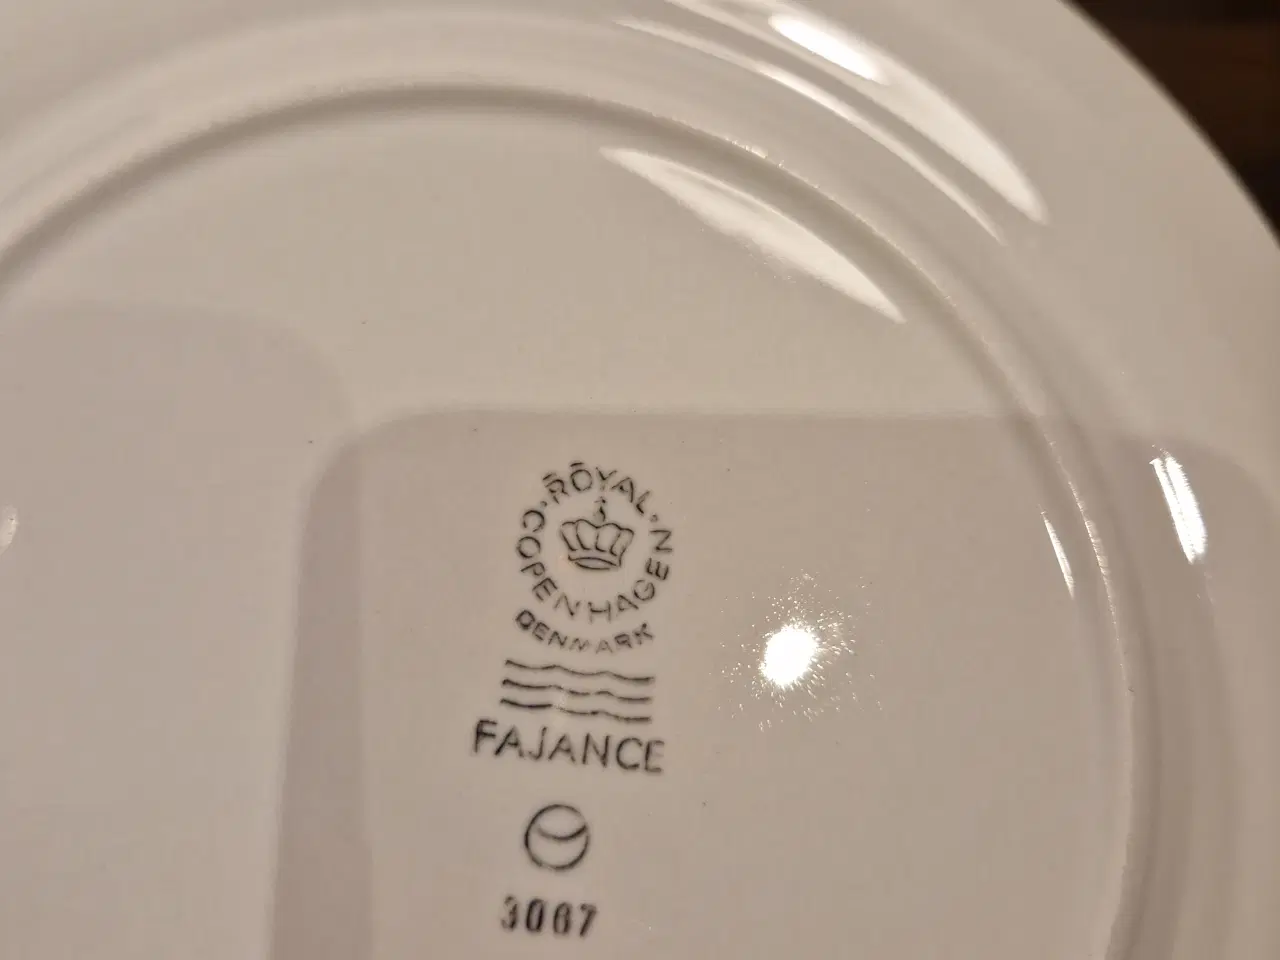 ROYAL
COPENHAGEN
DENMARK
FAJANCE
3067